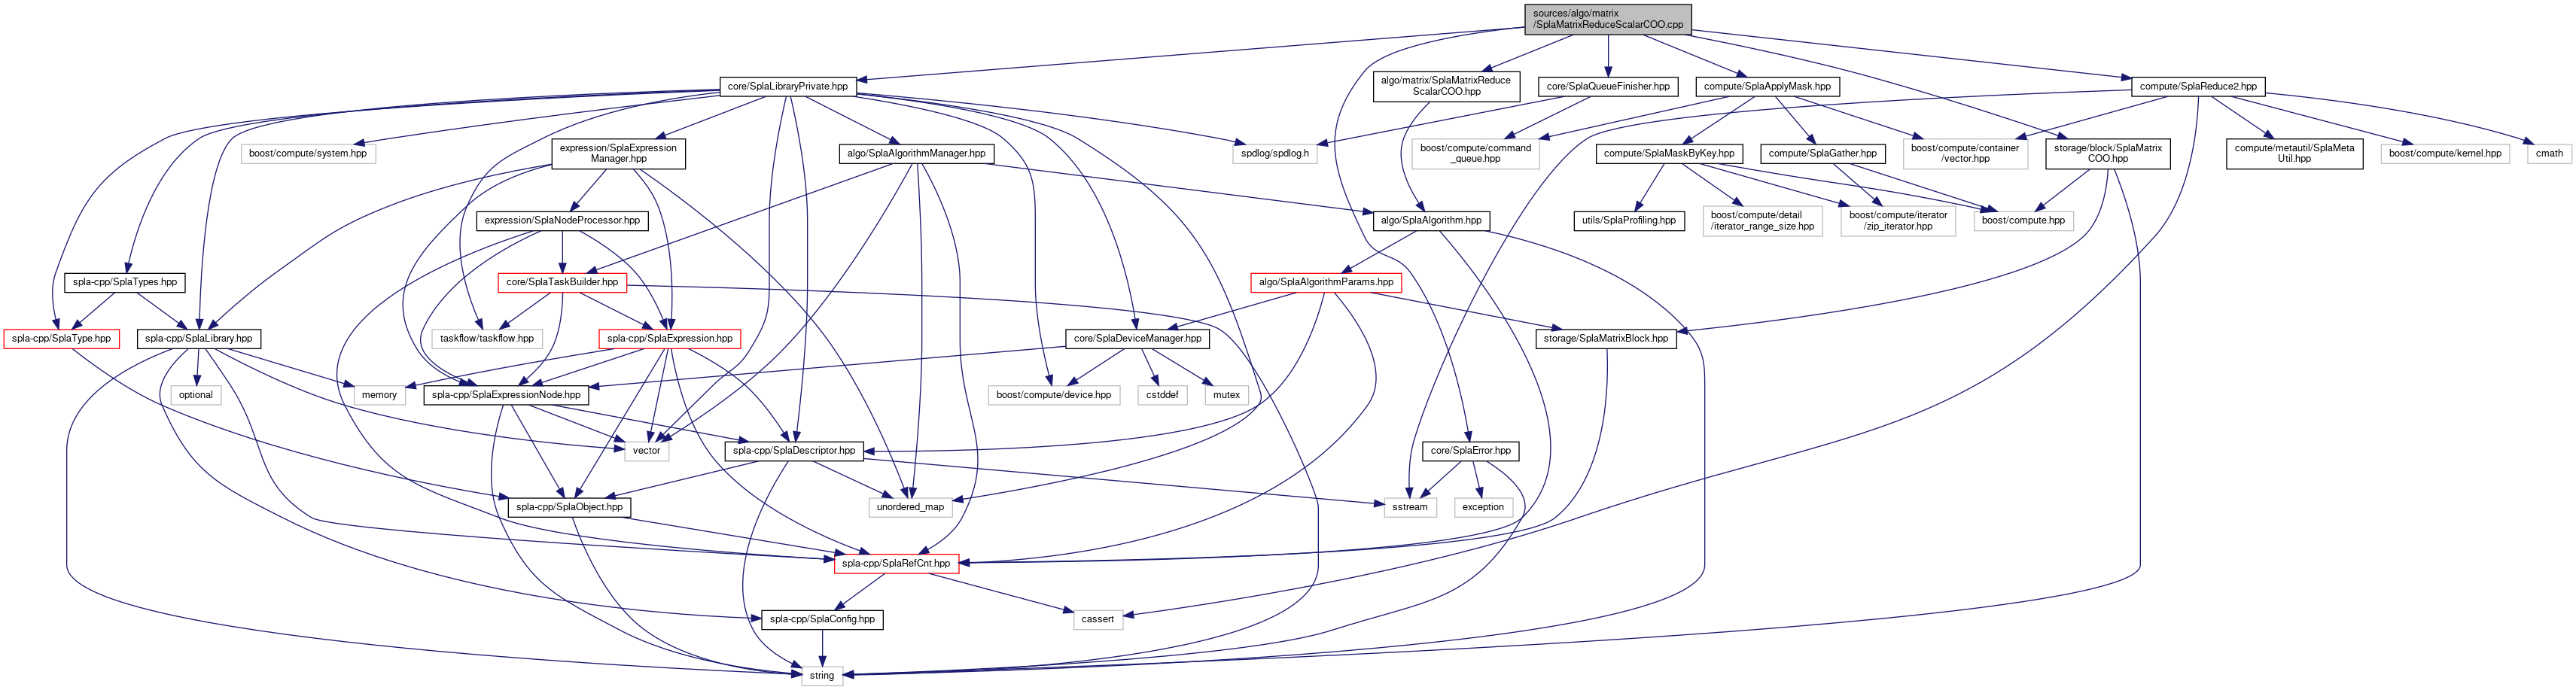 sources/algo/matrix
/SplaMatrixReduceScalarCOO.cpp
core/SplaLibraryPrivate.hpp
algo/matrix/SplaMatrixReduce
ScalarCOO.hpp
core/SplaQueueFinisher.hpp
compute/SplaApplyMask.hpp
compute/SplaReduce2.hpp
boost/compute/system.hpp
expression/SplaExpression
Manager.hpp
algo/SplaAlgorithmManager.hpp
spdlog/spdlog.h
boost/compute/command
_queue.hpp
compute/SplaMaskByKey.hpp
compute/SplaGather.hpp
boost/compute/container
/vector.hpp
storage/block/SplaMatrix
COO.hpp
compute/metautil/SplaMeta
Util.hpp
boost/compute/kernel.hpp
cmath
expression/SplaNodeProcessor.hpp
algo/SplaAlgorithm.hpp
utils/SplaProfiling.hpp
boost/compute/detail
/iterator_range_size.hpp
boost/compute/iterator
/zip_iterator.hpp
boost/compute.hpp
spla-cpp/SplaTypes.hpp
core/SplaTaskBuilder.hpp
algo/SplaAlgorithmParams.hpp
spla-cpp/SplaType.hpp
spla-cpp/SplaLibrary.hpp
taskflow/taskflow.hpp
spla-cpp/SplaExpression.hpp
core/SplaDeviceManager.hpp
storage/SplaMatrixBlock.hpp
optional
memory
spla-cpp/SplaExpressionNode.hpp
boost/compute/device.hpp
cstddef
mutex
vector
spla-cpp/SplaDescriptor.hpp
core/SplaError.hpp
spla-cpp/SplaObject.hpp
unordered_map
sstream
exception
spla-cpp/SplaRefCnt.hpp
spla-cpp/SplaConfig.hpp
cassert
string